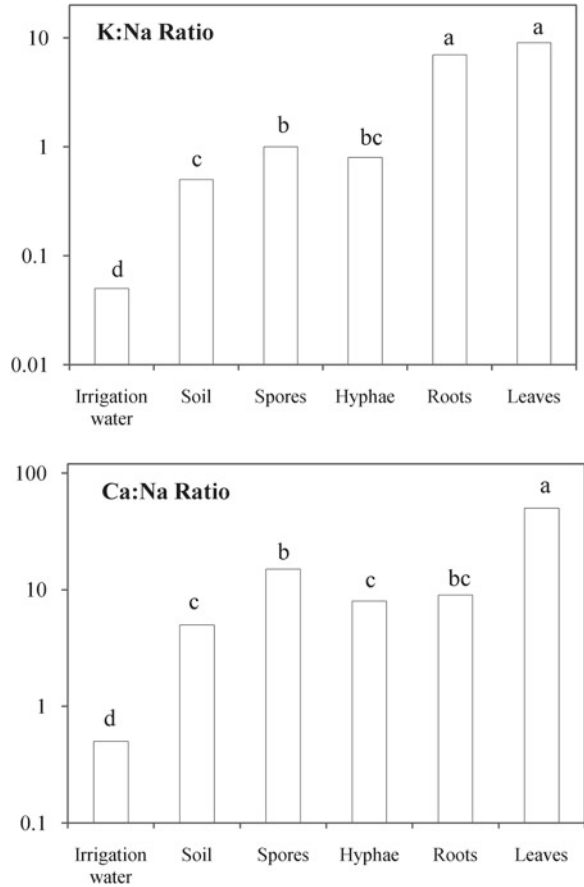 K:Na Ratio
10
1
0.1
0.01
d
c
b
bc
a
a
Irrigation water
Soil
Spores
Hyphae
Roots
Leaves
Ca:Na Ratio
100
10
1
0.1
d
c
b
c
bc
a
Irrigation water
Soil
Spores
Hyphae
Roots
Leaves